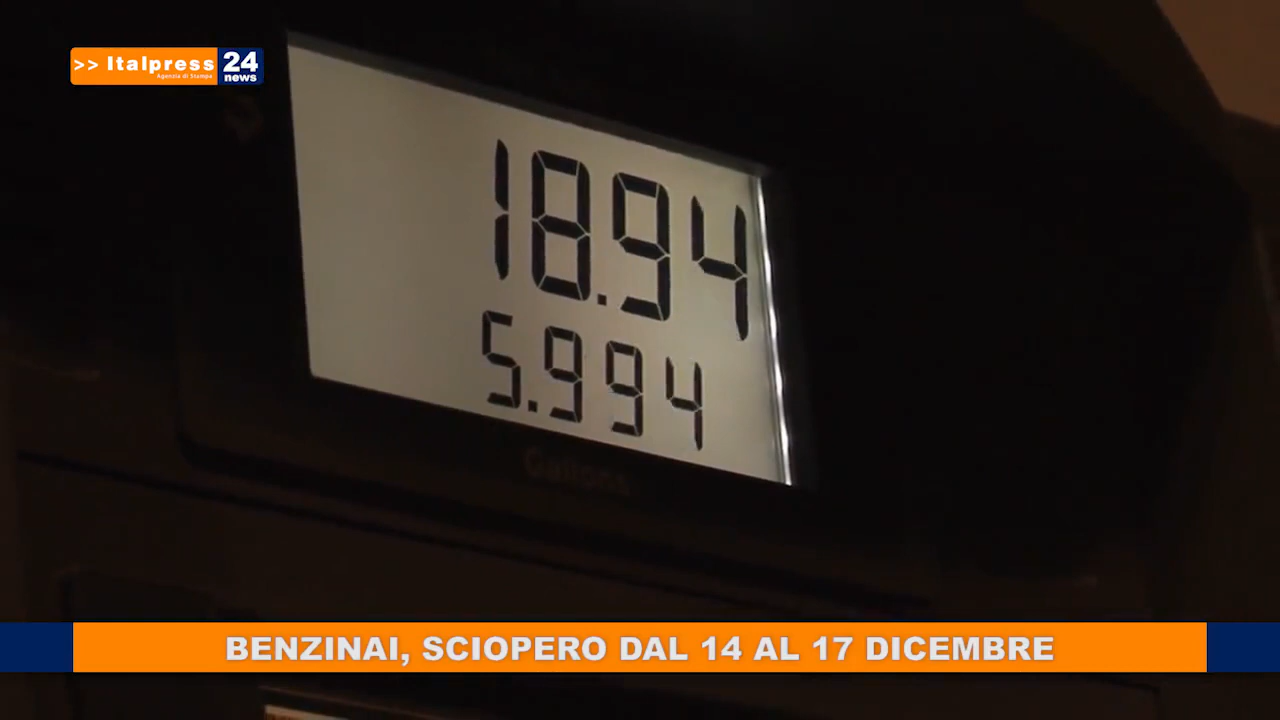 >> Italpress
Agenzia di Stampa
24
news
18.94
5.994
BENZINAI, SCIOPERO DAL 14 AL 17 DICEMBRE